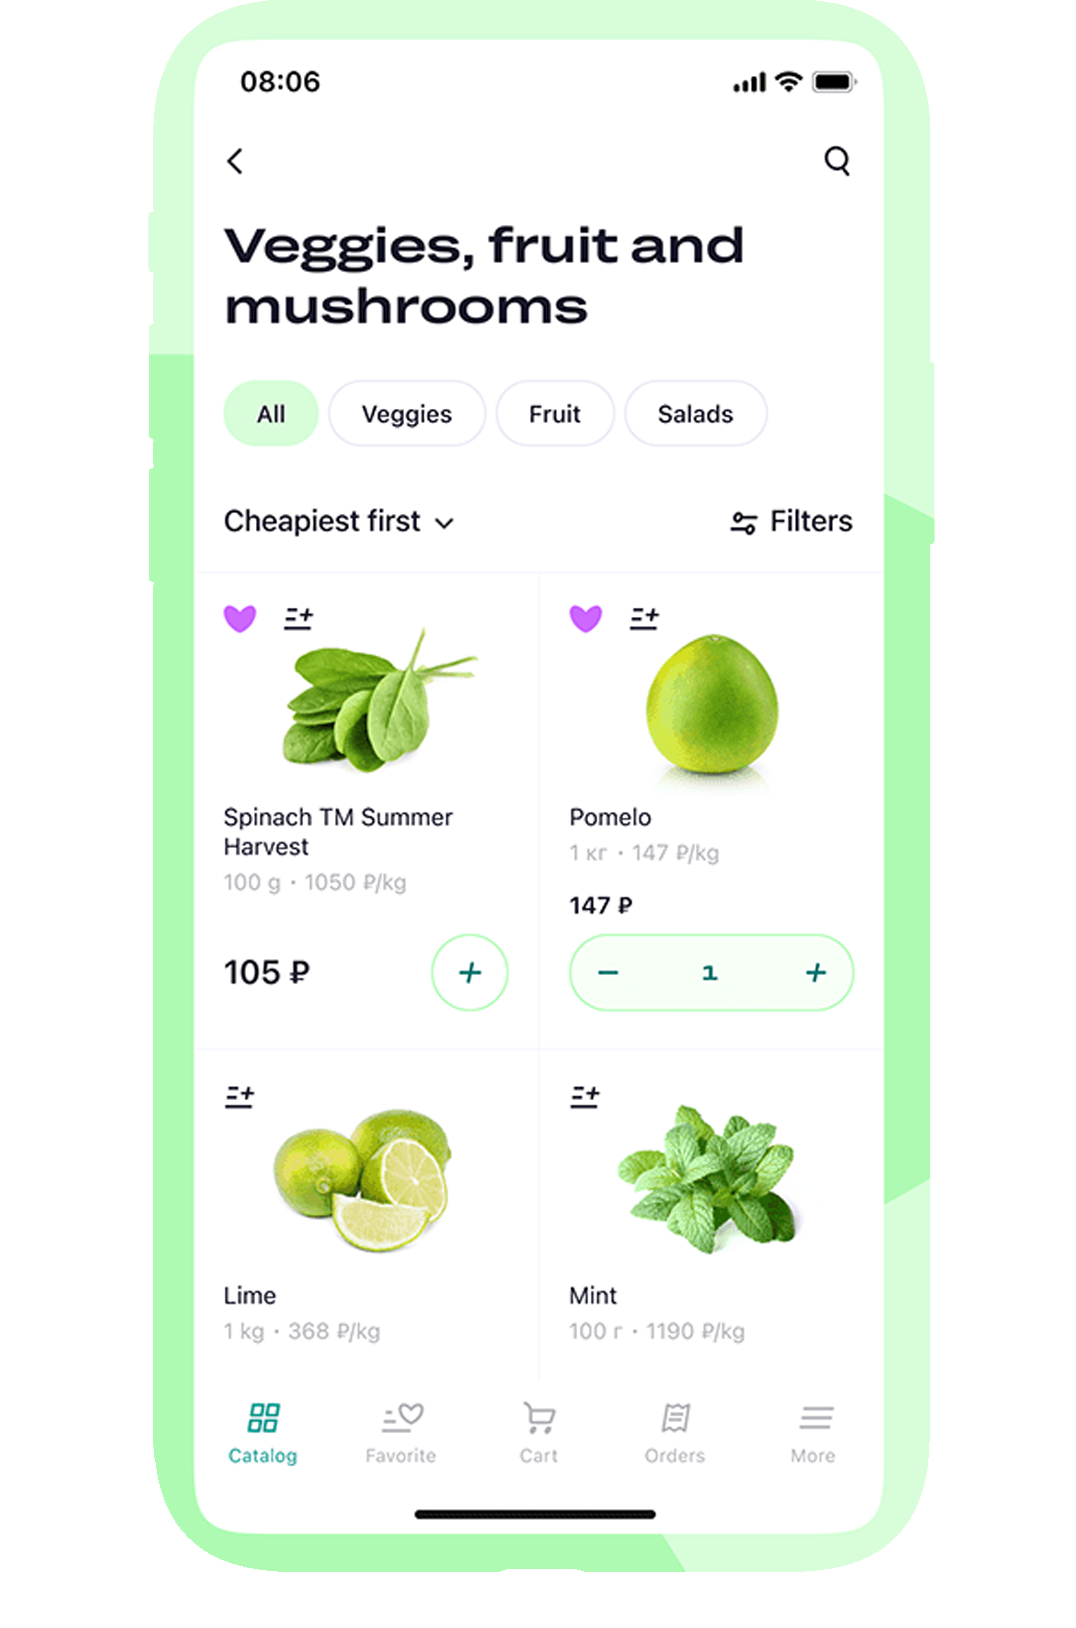 08:06
Veggies, fruit and
mushrooms
All Veggies Fruit Salads
Cheapiest first Filters
Spinach TM Summer
Harvest
100 g · 1050 ₽/kg
105 ₽
Pomelo
1 кг · 147 ₽/kg
147 ₽
1
Lime
1 kg · 368 ₽/kg
Mint
100 г · 1190 ₽/kg
Catalog Favorite Cart Orders More